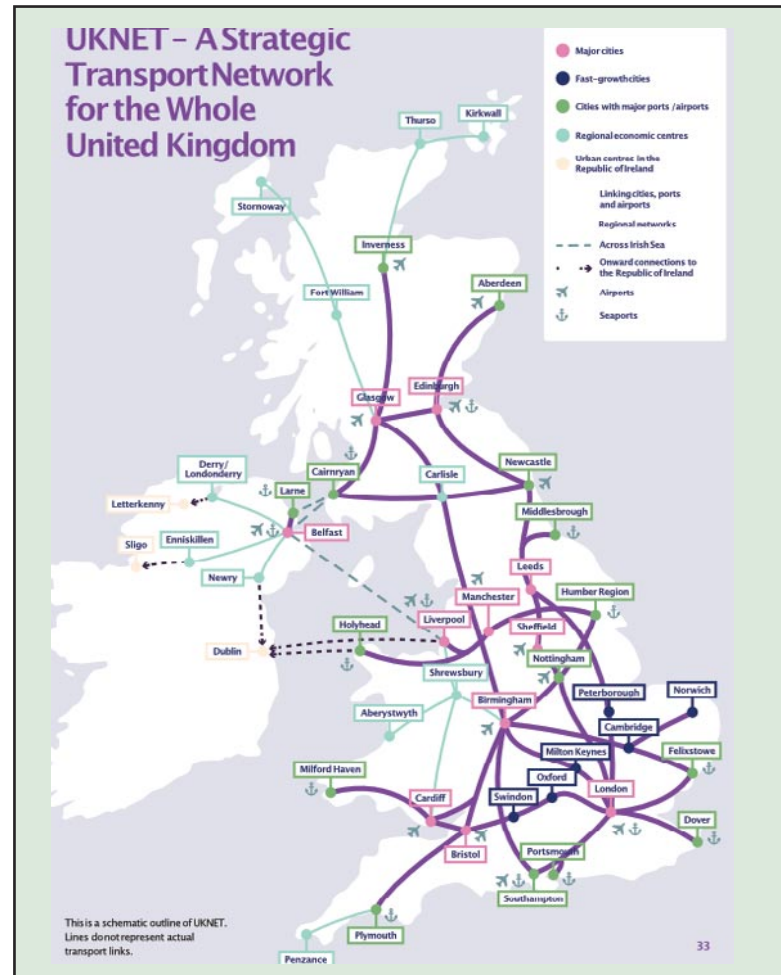 UKNET – A Strategic
Transport Network
for the Whole
United Kingdom
Major cities
Fast-growth cities
Cities with major ports / airports
Regional economic centres
Urban centres in the
Republic of Ireland
Linking cities, ports
and airports
Regional networks
Across Irish Sea
Onward connections to
the Republic of Ireland
Airports
Seaports
Kirkwall
Thurso
Stornoway
Inverness
Aberdeen
Fort William
Edinburgh
Glasgow
Derry/
Londonderry
Cairnryan
Carlisle
Newcastle
Larne
Letterkenny
Middlesbrough
Belfast
Sligo
Enniskillen
Leeds
Newry
Manchester
Humber Region
Holyhead
Liverpool
Sheffield
Dublin
Nottingham
Shrewsbury
Birmingham
Peterborough
Norwich
Aberystwyth
Cambridge
Milton Keynes
Felixstowe
Milford Haven
Oxford
London
Cardiff
Swindon
Dover
Bristol
Portsmouth
Southampton
Plymouth
Penzance
This is a schematic outline of UKNET.
Lines do not represent actual
transport links.
33